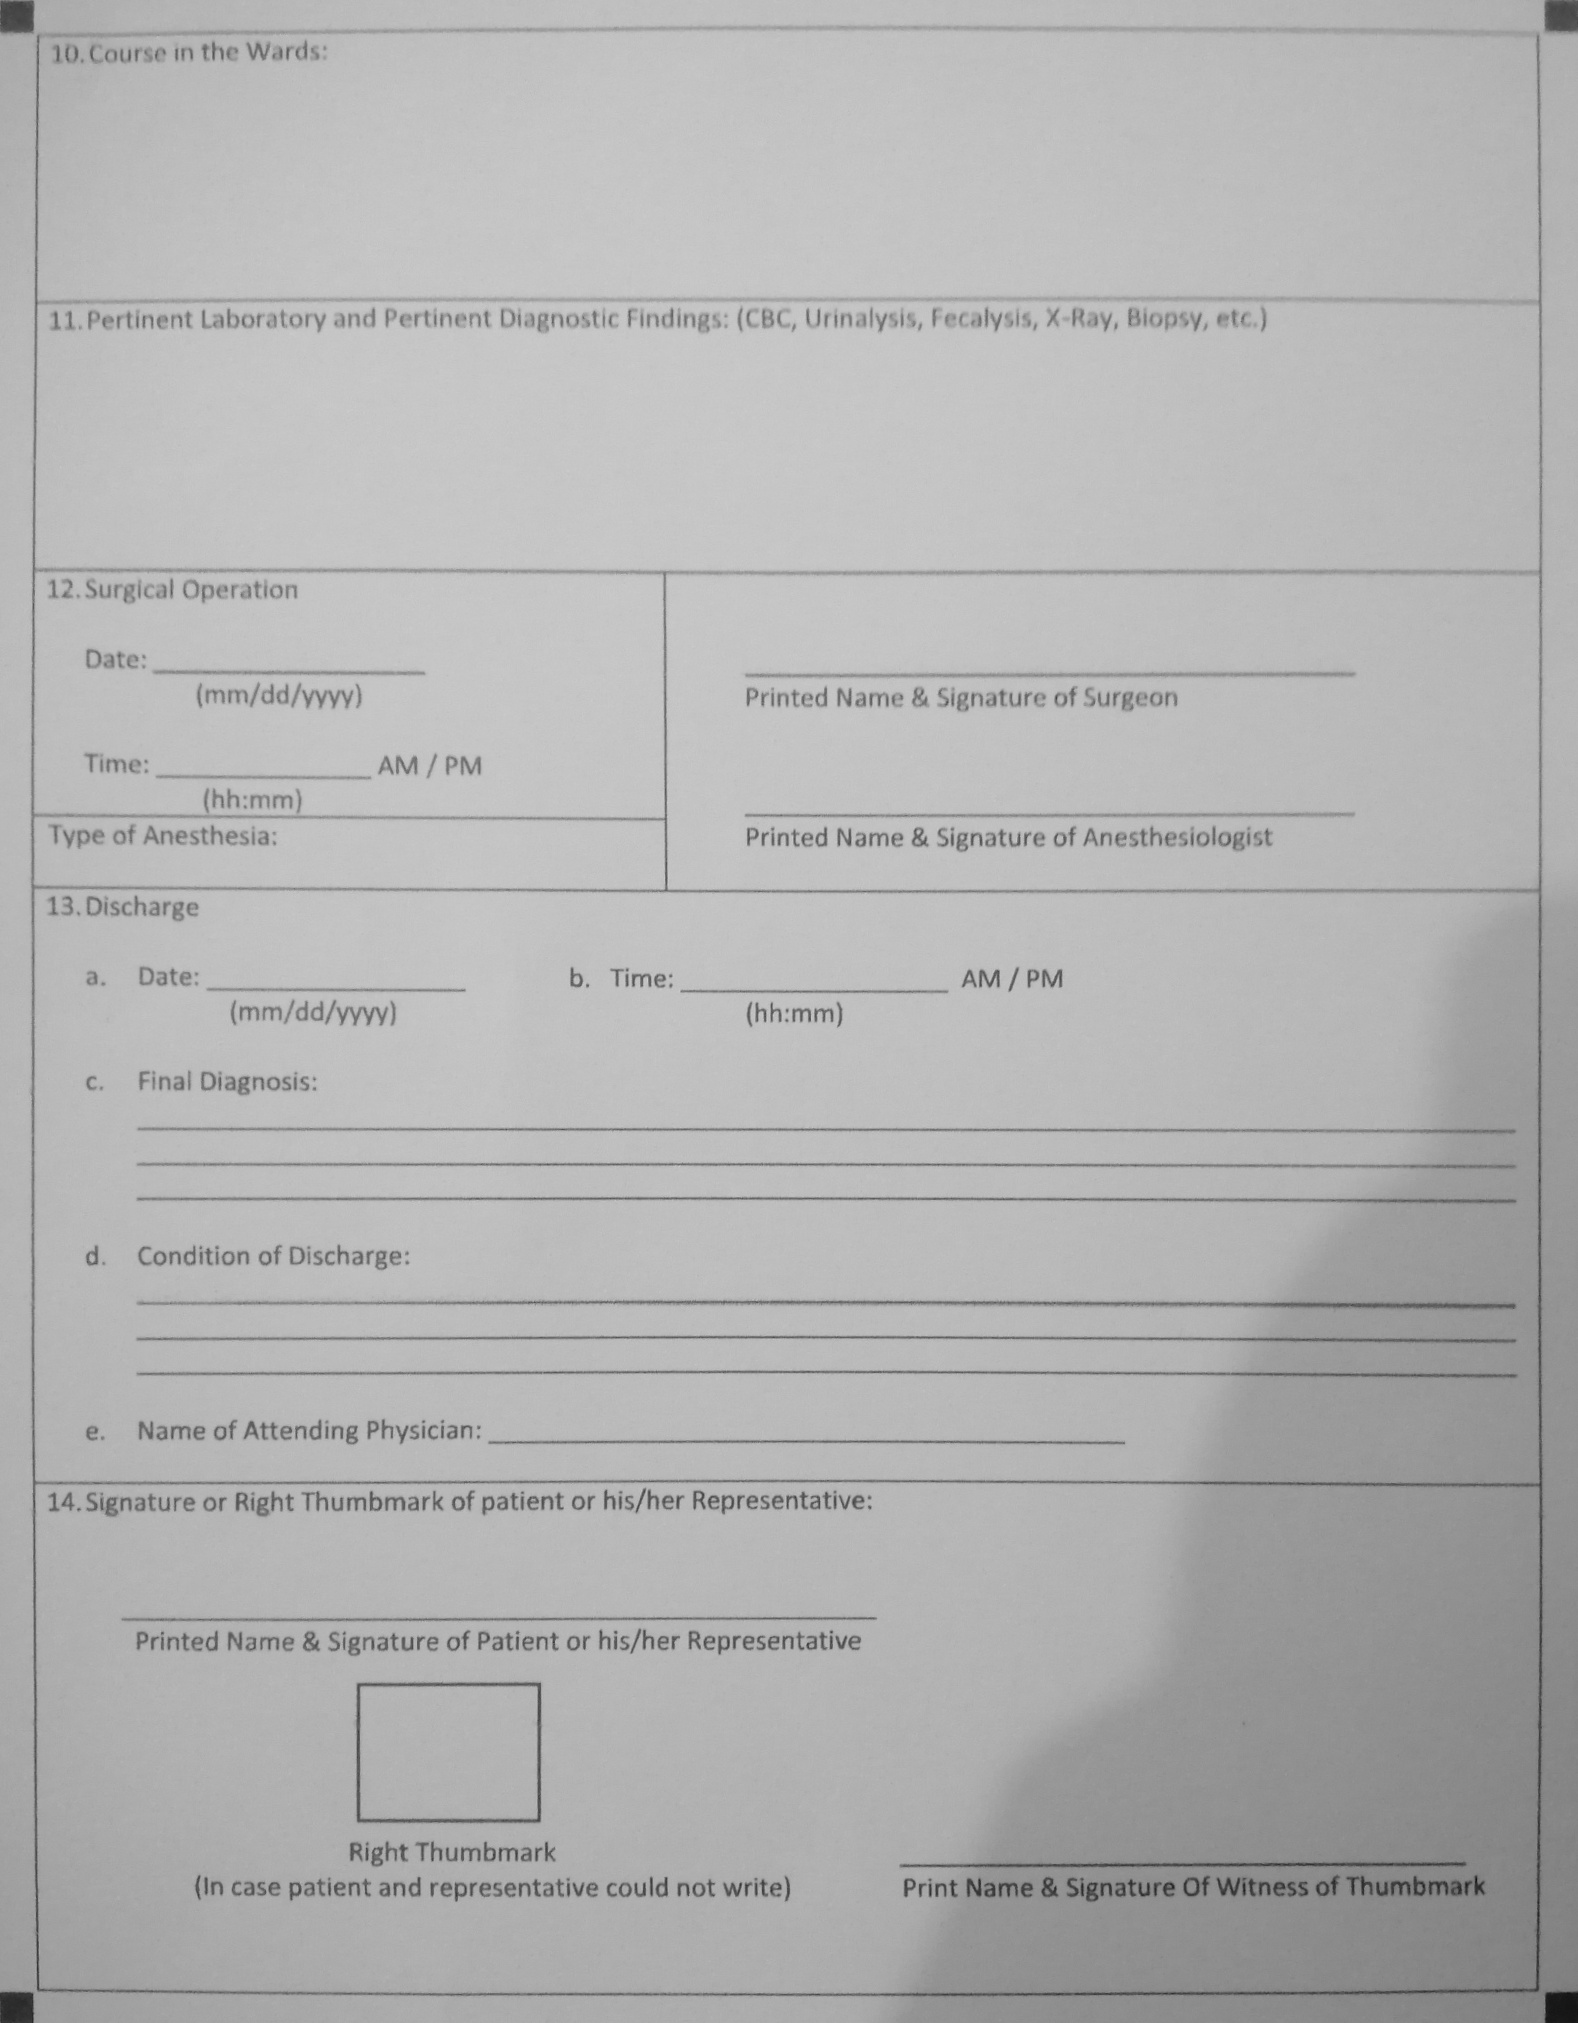 10. Course in the Wards:
11. Pertinent Laboratory and Pertinent Diagnostic Findings: (CBC, Urinalysis, Fecalysis, X-Ray, Biopsy, etc.)
12. Surgical Operation
Date: ____________________
(mm/dd/yyyy)
Time: ________________ AM / PM
(hh:mm)
Type of Anesthesia:
Printed Name & Signature of Surgeon
Printed Name & Signature of Anesthesiologist
13. Discharge
a. Date: ___________________ b. Time: ____________________ AM / PM
(mm/dd/yyyy) (hh:mm)
c. Final Diagnosis:
d. Condition of Discharge:
e. Name of Attending Physician: ________________________________________________
14. Signature or Right Thumbmark of patient or his/her Representative:
Printed Name & Signature of Patient or his/her Representative
Right Thumbmark
(In case patient and representative could not write)
Print Name & Signature Of Witness of Thumbmark